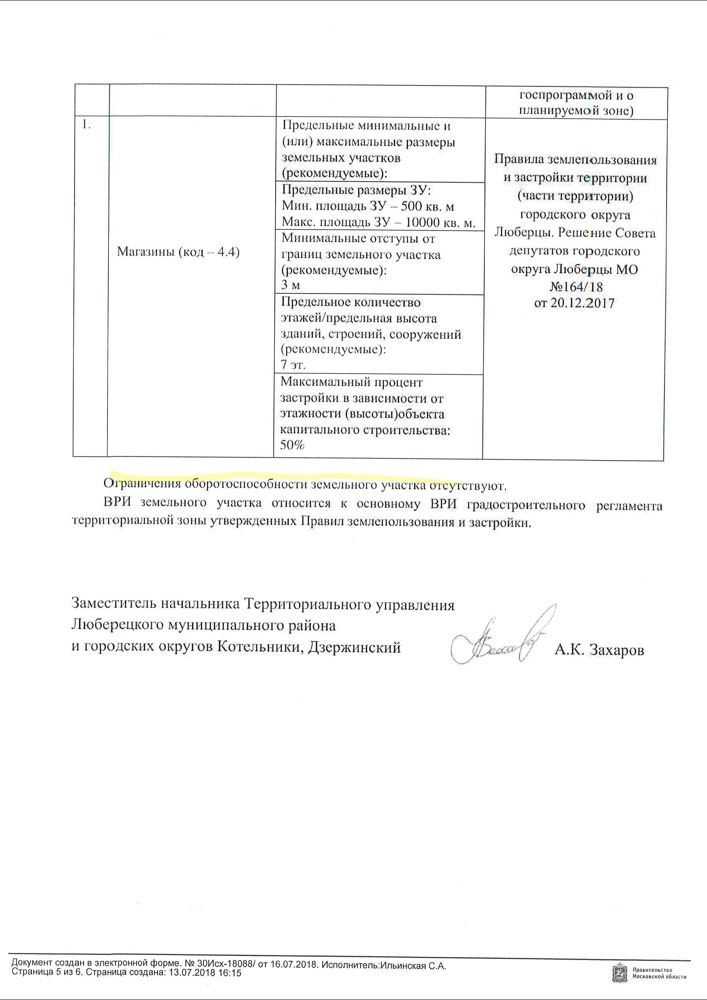 госпрограммой и о
планируемой зоне)
1.
Магазины (код – 4.4)
Предельные минимальные и
(или) максимальные размеры
земельных участков
(рекомендуемые):
Предельные размеры ЗУ:
Мин. площадь ЗУ – 500 кв. м
Макс. площадь ЗУ – 10000 кв. м.
Минимальные отступы от
границ земельного участка
(рекомендуемые):
3 м
Предельное количество
этажей/предельная высота
зданий, строений, сооружений
(рекомендуемые):
7 эт.
Максимальный процент
застройки в зависимости от
этажности (высоты)объекта
капитального строительства:
50%
Правила землепользования
и застройки территории
(части территории)
городского округа
Люберцы. Решение Совета
депутатов городского
округа Люберцы МО
№164/18
от 20.12.2017
Ограничения оборотоспособности земельного участка отсутствуют.
ВРИ земельного участка относится к основному ВРИ градостроительного регламента
территориальной зоны утвержденных Правил землепользования и застройки.
Заместитель начальника Территориального управления
Люберецкого муниципального района
и городских округов Котельники, Дзержинский
А.К. Захаров
Документ создан в электронной форме. № 30Исх-18088/ от 16.07.2018. Исполнитель:Ильинская С.А.
Страница 5 из 6. Страница создана: 13.07.2018 16:15
Правительство
Московской области